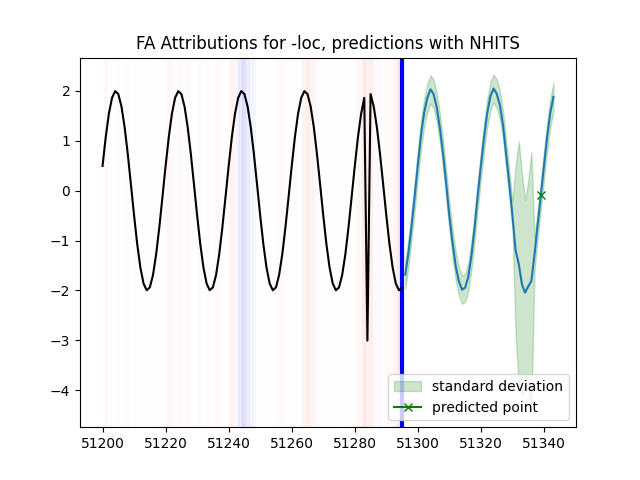 FA Attributions for -loc, predictions with NHITS
2
1
0
−1
−2
−3
−4
standard deviation
predicted point
51200 51220 51240 51260 51280 51300 51320 51340